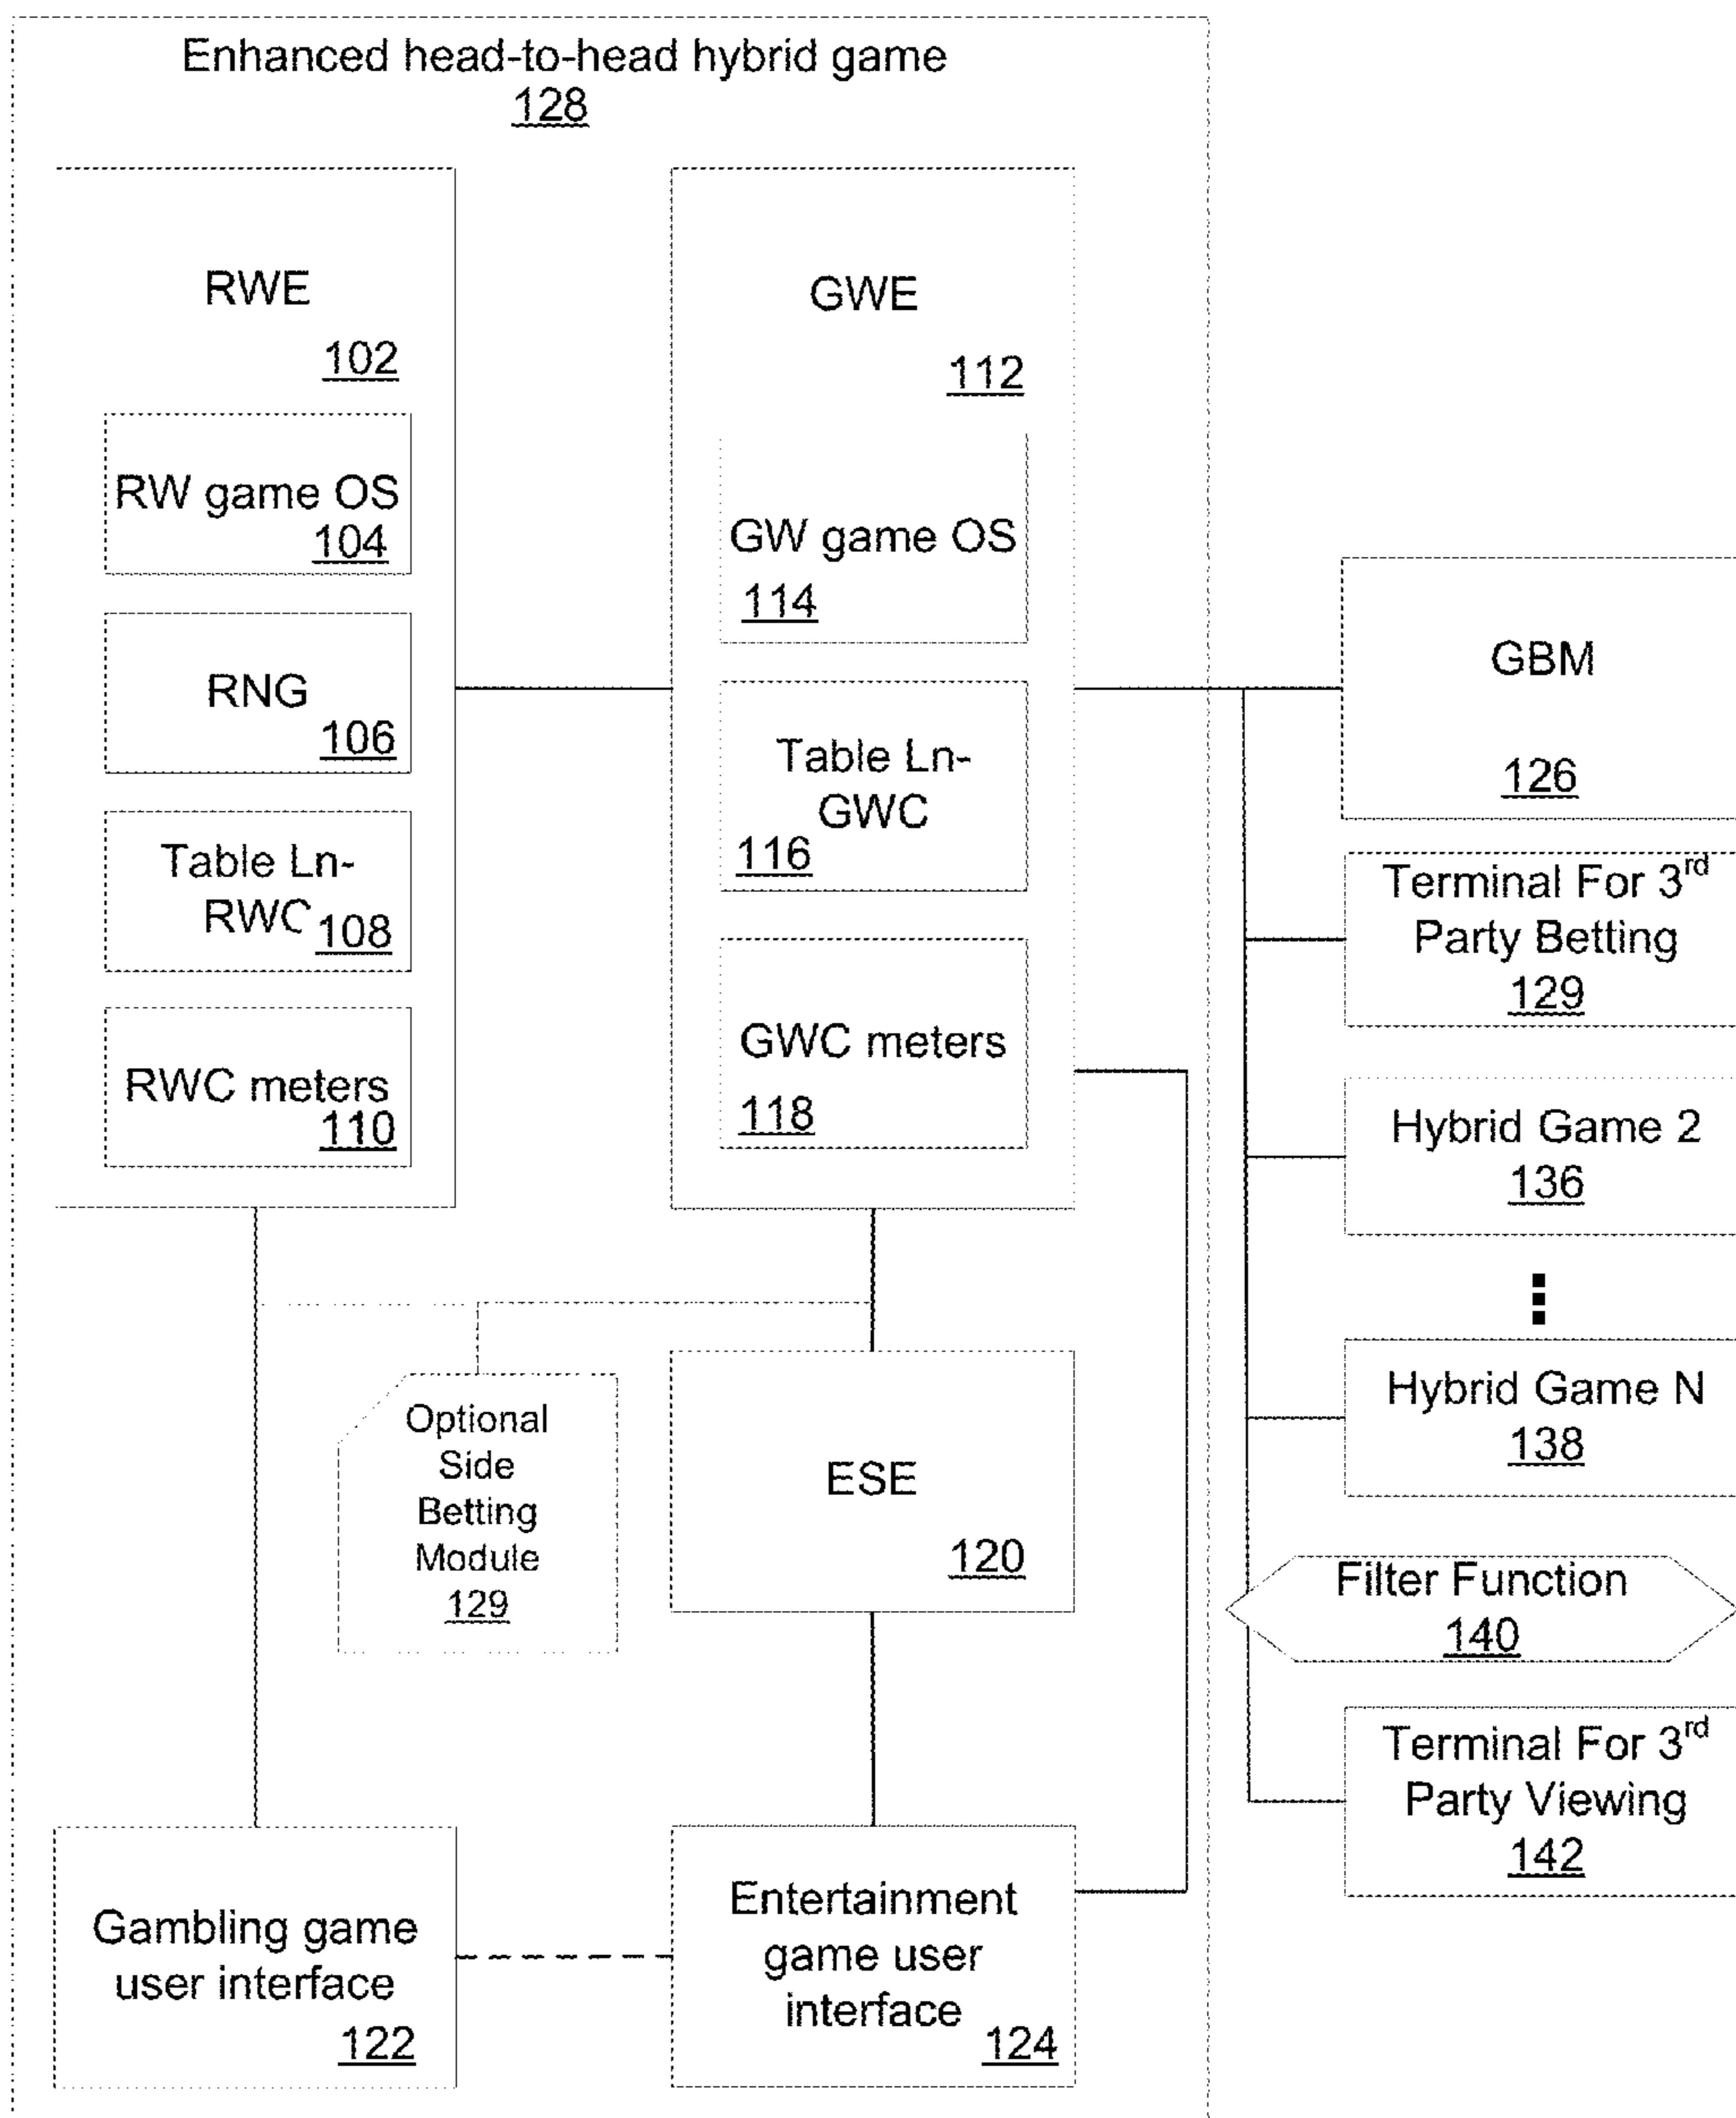 Enhanced head-to-head hybrid game
128
RWE
102
RW game OS
104
RNG
106
Table Ln-
RWC
108
RWC meters
110
GWE
112
GW game OS
114
Table Ln-
GWC
116
GWC meters
118
GBM
126
Terminal For 3rd
Party Betting
129
Hybrid Game 2
136
Hybrid Game N
138
Filter Function
140
Terminal For 3rd
Party Viewing
142
Optional
Side
Betting
Module
129
ESE
120
Gambling game
user interface
122
Entertainment
game user
interface
124